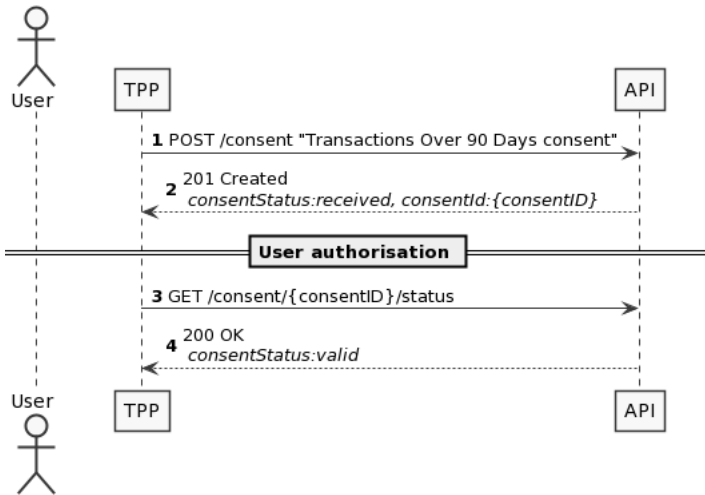 User
TPP
API
1 POST /consent "Transactions Over 90 Days consent"
2 201 Created
consentStatus:received, consentId:{consentID}
User authorisation
3 GET /consent/{consentID}/status
4 200 OK
consentStatus:valid
User
TPP
API